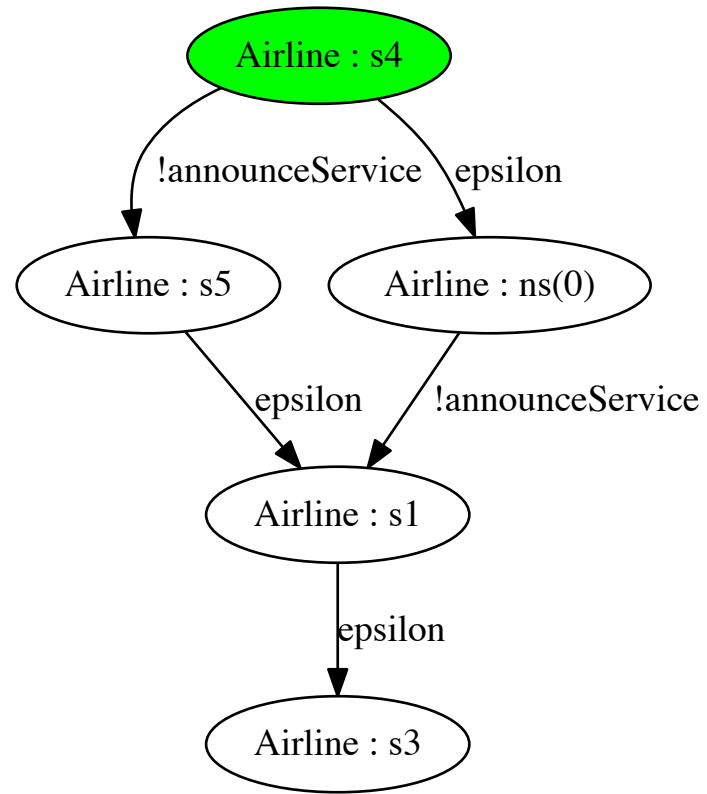 Airline : s4
!announceService
epsilon
Airline : s5
Airline : ns(0)
epsilon
!announceService
Airline : s1
epsilon
Airline : s3